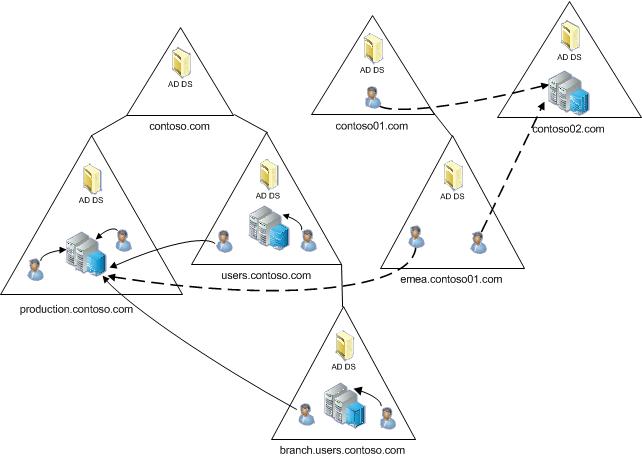 AD DS
contoso.com
AD DS
contoso01.com
AD DS
contoso02.com
AD DS
production.contoso.com
AD DS
users.contoso.com
AD DS
emea.contoso01.com
AD DS
branch.users.contoso.com